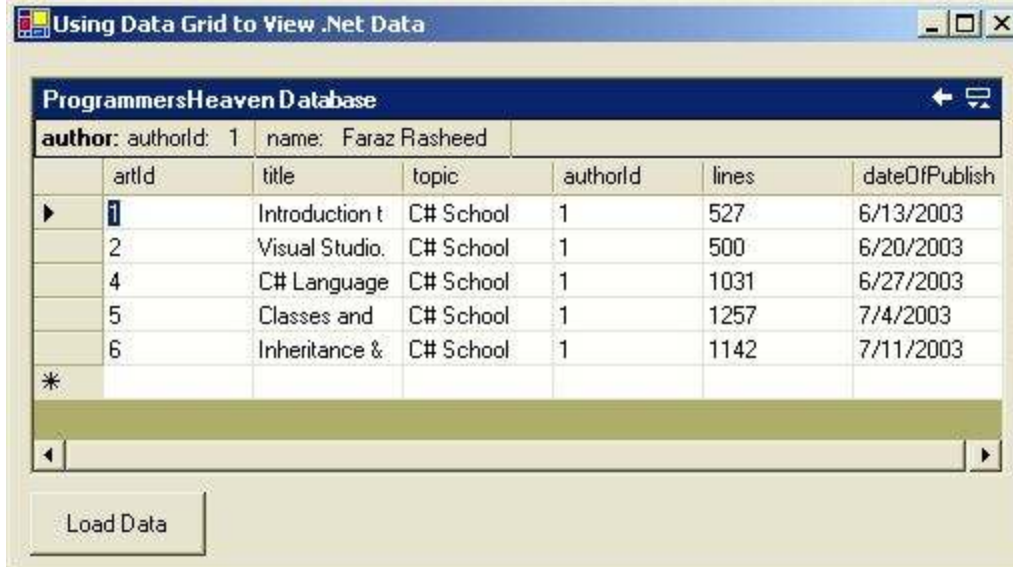 Using Data Grid to View .Net Data
ProgrammersHeaven Database
author: authorId: 1 name: Faraz Rasheed
artId title topic authorId lines dateOfPublish
1 Introduction t C# School 1 527 6/13/2003
2 Visual Studio. C# School 1 500 6/20/2003
4 C# Language C# School 1 1031 6/27/2003
5 Classes and C# School 1 1257 7/4/2003
6 Inheritance & C# School 1 1142 7/11/2003
Load Data